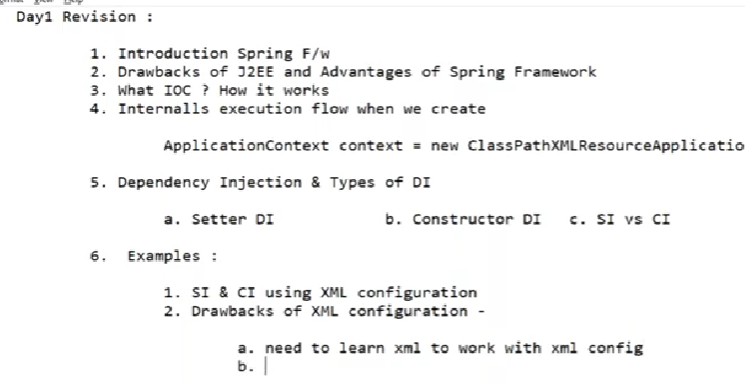 Day1 Revision :
1. Introduction Spring F/w
2. Drawbacks of J2EE and Advantages of Spring Framework
3. What IOC ? How it works
4. Internalls execution flow when we create
ApplicationContext context = new ClassPathXMLResourceApplicatio
5. Dependency Injection & Types of DI
a. Setter DI b. Constructor DI c. SI vs CI
6. Examples :
1. SI & CI using XML configuration
2. Drawbacks of XML configuration -
a. need to learn xml to work with xml config
b.